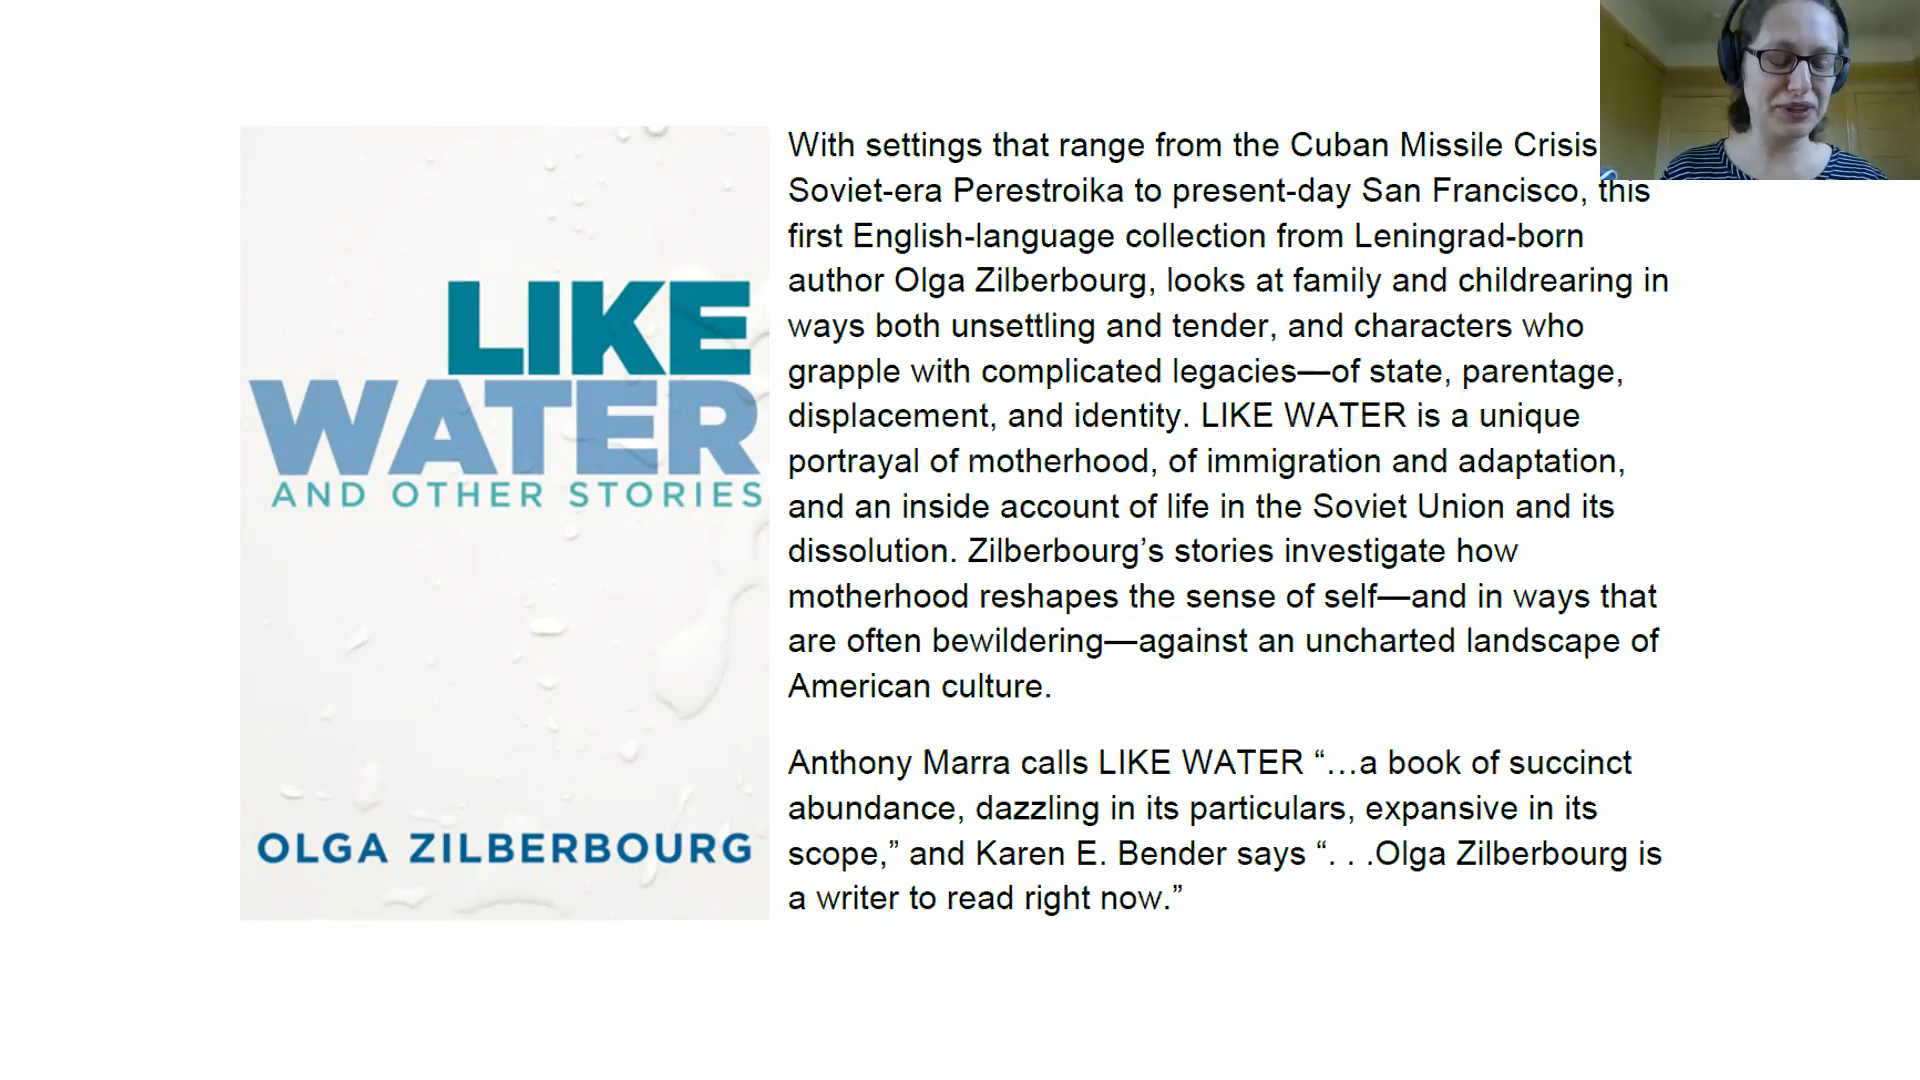 LIKE
WATER
AND OTHER STORIES
OLGA ZILBERBOURG
With settings that range from the Cuban Missile Crisis
Soviet-era Perestroika to present-day San Francisco, this
first English-language collection from Leningrad-born
author Olga Zilberbourg, looks at family and childrearing in
ways both unsettling and tender, and characters who
grapple with complicated legacies—of state, parentage,
displacement, and identity. LIKE WATER is a unique
portrayal of motherhood, of immigration and adaptation,
and an inside account of life in the Soviet Union and its
dissolution. Zilberbourg’s stories investigate how
motherhood reshapes the sense of self—and in ways that
are often bewildering—against an uncharted landscape of
American culture.
Anthony Marra calls LIKE WATER “…a book of succinct
abundance, dazzling in its particulars, expansive in its
scope,” and Karen E. Bender says “. . .Olga Zilberbourg is
a writer to read right now.”